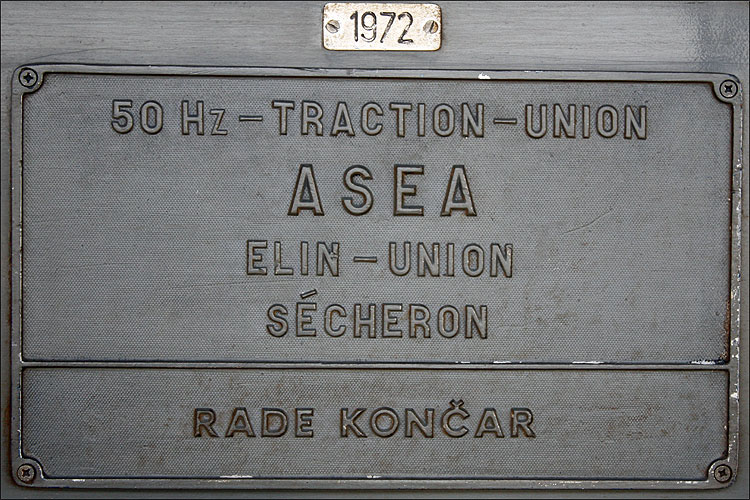 1972
50 Hz – TRACTION – UNION
ASEA
ELIN – UNION
SÉCHERON
RADE KONČAR